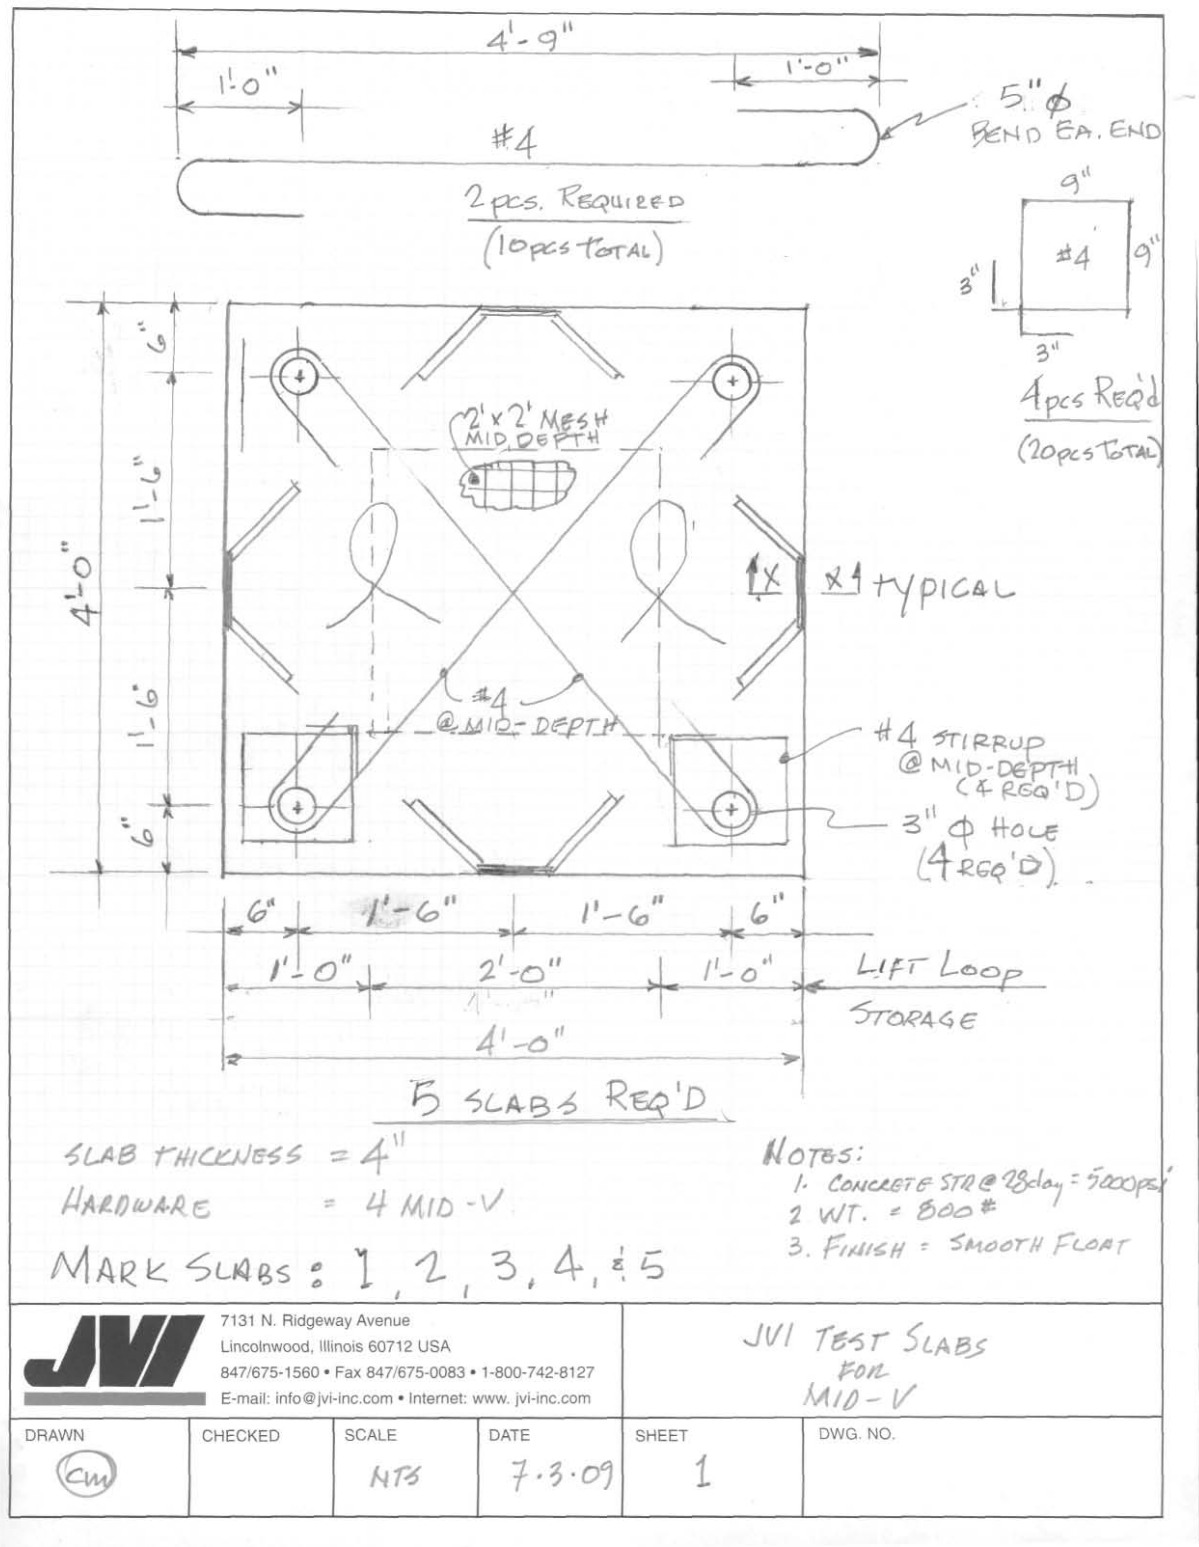 4'-9"
1'-0"
1'-0"
5"φ
BEND EA. END
#4
2 pcs. REQUIRED
(10 pcs TOTAL)
9"
#4
9"
3"
3"
4 pcs REQ'd
(20 pcs TOTAL)
6"
1'-6"
4'-0"
1'-6"
6"
2' x 2' MESH
MID DEPTH
X X TYPICAL
#4
@ MID-DEPTH
#4 STIRRUP
@ MID-DEPTH
(4 REQ'D)
3" φ HOLE
(4 REQ'D)
6" 1'-6" 1'-6" 6"
1'-0" 2'-0" 1'-0"
LIFT LOOP
STORAGE
4'-0"
5 SLABS REQ'D
SLAB THICKNESS = 4"
HARDWARE = 4 MID-V
MARK SLABS: 1, 2, 3, 4, & 5
NOTES:
1. CONCRETE STR @ 28 day = 5000 psi
2 WT. = 800#
3. FINISH = SMOOTH FLOAT
JVI
7131 N. Ridgeway Avenue
Lincolnwood, Illinois 60712 USA
847/675-1560 • Fax 847/675-0083 • 1-800-742-8127
E-mail: info@jvi-inc.com • Internet: www. jvi-inc.com
JVI TEST SLABS
FOR
MID-V
DRAWN
CM
CHECKED
SCALE
NTS
DATE
7.3.09
SHEET
1
DWG. NO.